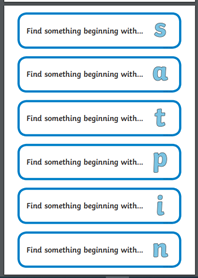 Find something beginning with... s
Find something beginning with... a
Find something beginning with... t
Find something beginning with... p
Find something beginning with... i
Find something beginning with... n